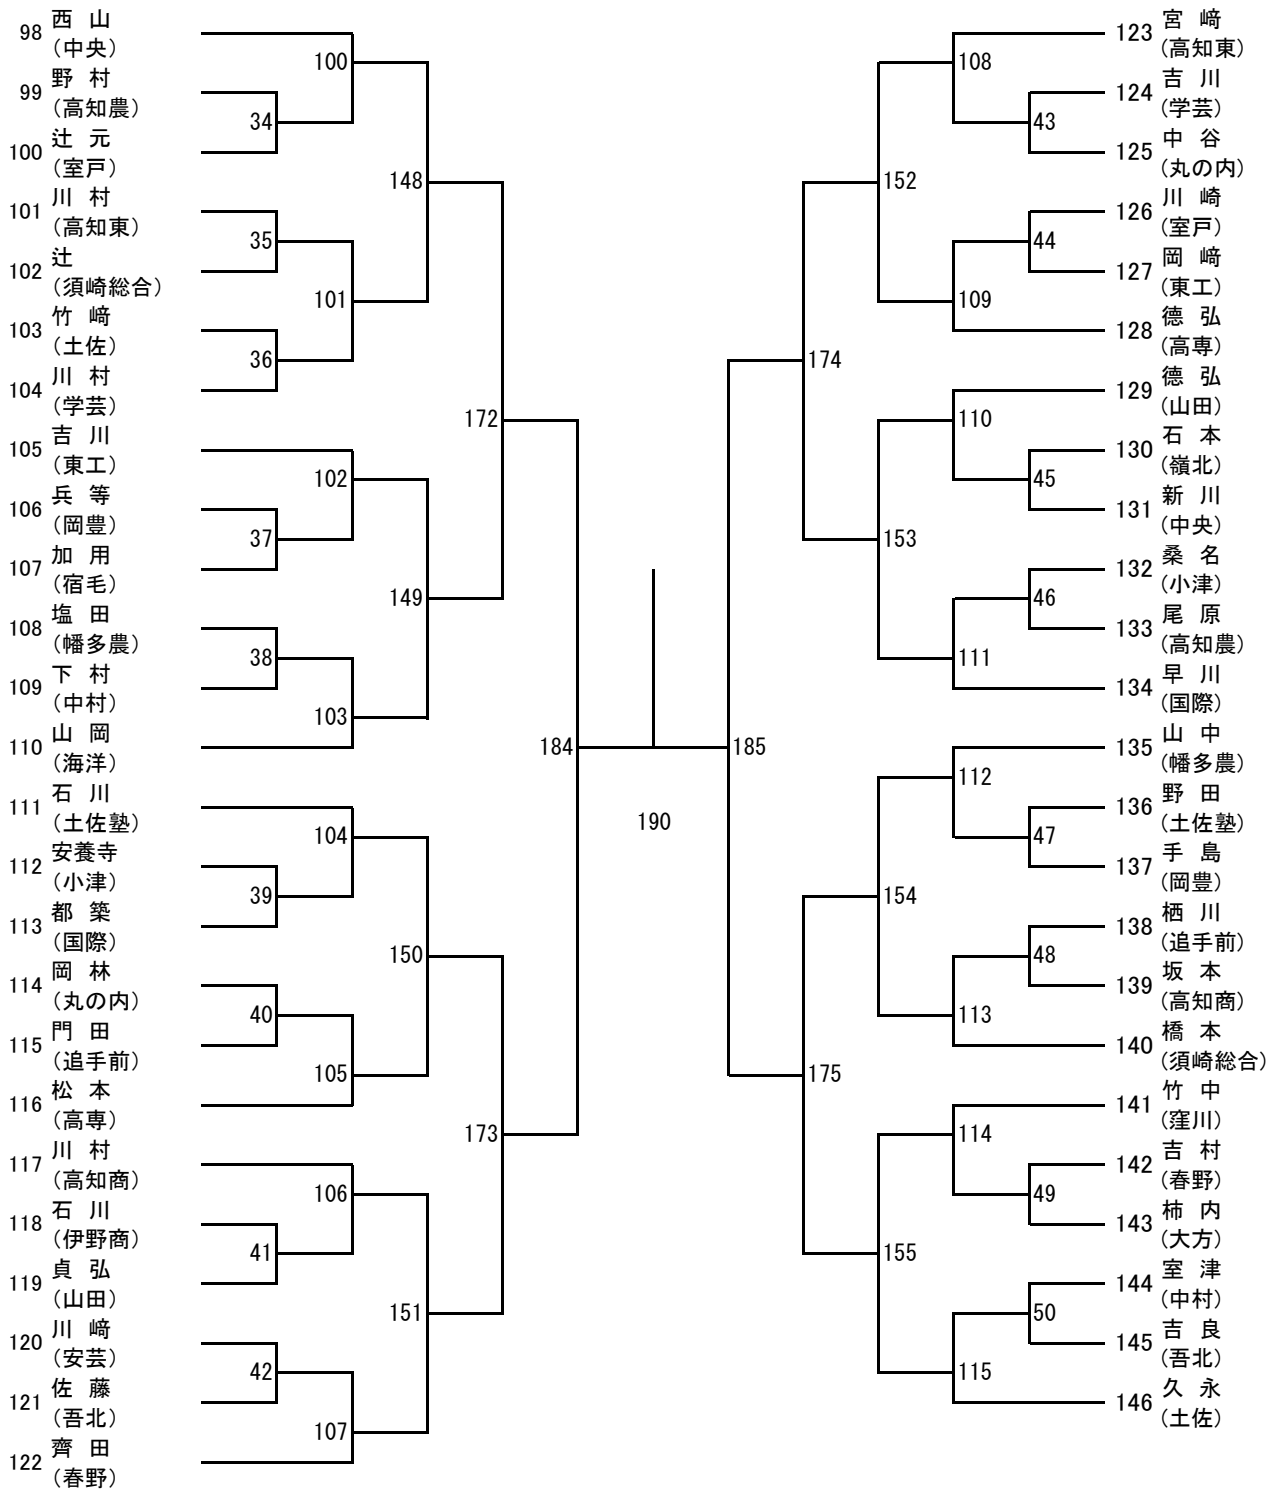 98 西 山
(中央)
99 野 村
(高知農)
100 辻 元
(室戸)
101 川 村
(高知東)
102 辻
(須崎総合)
103 竹 﨑
(土佐)
104 川 村
(学芸)
105 吉 川
(東工)
106 兵 等
(岡豊)
107 加 用
(宿毛)
108 塩 田
(幡多農)
109 下 村
(中村)
110 山 岡
(海洋)
111 石 川
(土佐塾)
112 安養寺
(小津)
113 都 築
(国際)
114 岡 林
(丸の内)
115 門 田
(追手前)
116 松 本
(高専)
117 川 村
(高知商)
118 石 川
(伊野商)
119 貞 弘
(山田)
120 川 﨑
(安芸)
121 佐 藤
(吾北)
122 齊 田
(春野)
34
35
36
37
38
39
40
41
42
100
101
102
103
104
105
106
107
148
149
150
151
172
173
184
190
185
174
175
152
153
154
155
108
109
110
111
112
113
114
115
43
44
45
46
47
48
49
50
123 宮 﨑
(高知東)
124 吉 川
(学芸)
125 中 谷
(丸の内)
126 川 崎
(室戸)
127 岡 﨑
(東工)
128 徳 弘
(高専)
129 徳 弘
(山田)
130 石 本
(嶺北)
131 新 川
(中央)
132 桑 名
(小津)
133 尾 原
(高知農)
134 早 川
(国際)
135 山 中
(幡多農)
136 野 田
(土佐塾)
137 手 島
(岡豊)
138 栖 川
(追手前)
139 坂 本
(高知商)
140 橋 本
(須崎総合)
141 竹 中
(窪川)
142 吉 村
(春野)
143 柿 内
(大方)
144 室 津
(中村)
145 吉 良
(吾北)
146 久 永
(土佐)